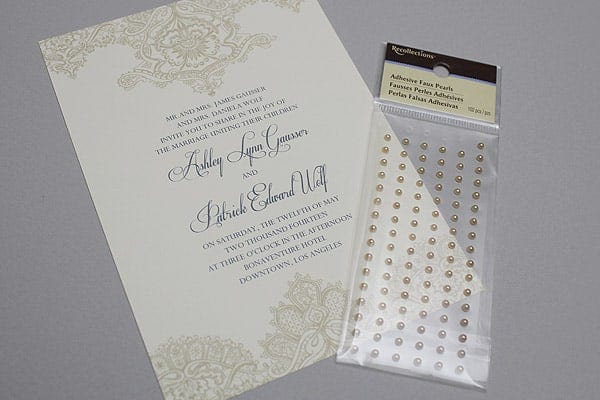 MR AND MRS. JAMES GAUSSER
AND MRS. DANIELA WOLF
INVITE YOU TO SHARE IN THE JOY OF
THE MARRIAGE UNITING THEIR CHILDREN
Ashley Lynn Gausser
AND
Patrick Edward Wolf
ON SATURDAY, THE TWELFTH OF MAY
TWO THOUSAND FOURTEEN
AT THREE O'CLOCK IN THE AFTERNOON
BONAVENTURE HOTEL
DOWNTOWN, LOS ANGELES
Recollections
Adhesive Faux Pearls
Fausses Perles Adhésives
Perlas Falsas Adhesivas